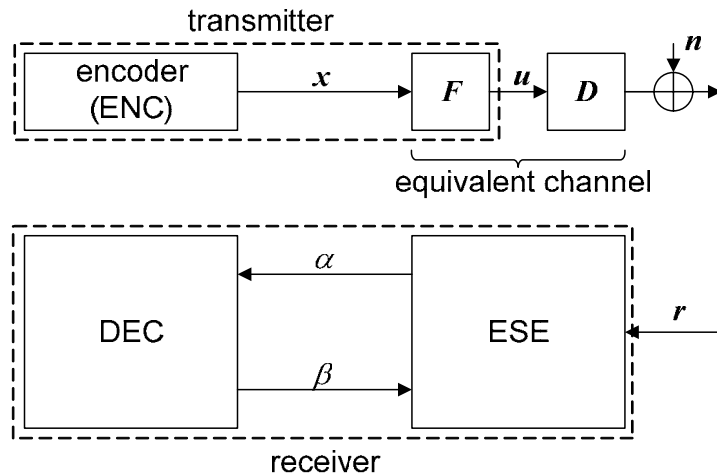 transmitter
encoder
(ENC)
x
F
u
D
n
equivalent channel
DEC
α
β
ESE
r
receiver